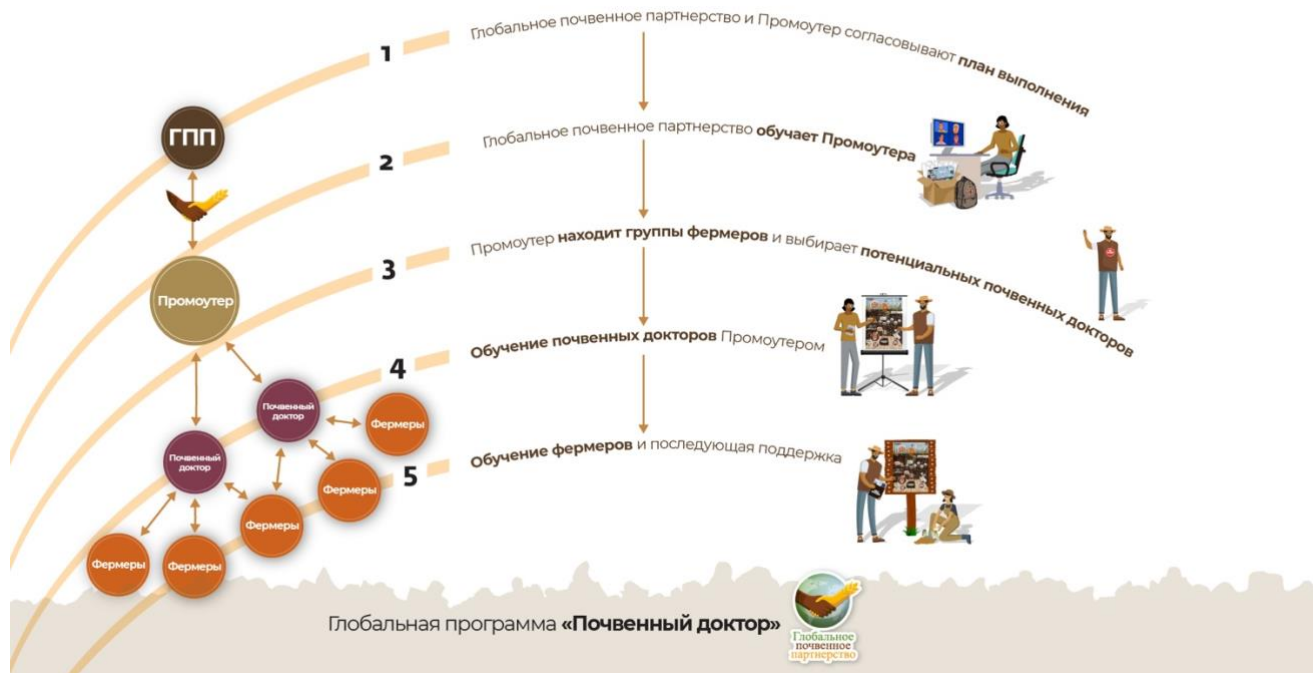 1
Глобальное почвенное партнерство и Промоутер согласовывают план выполнения
2
Глобальное почвенное партнерство обучает Промоутера
3
Промоутер находит группы фермеров и выбирает потенциальных почвенных докторов
4
Обучение почвенных докторов Промоутером
5
Обучение фермеров и последующая поддержка
ГПП
Промоутер
Почвенный
доктор
Фермеры
Почвенный
доктор
Фермеры
Фермеры
Фермеры
Фермеры
Глобальная программа «Почвенный доктор»
Глобальное
почвенное
партнерство